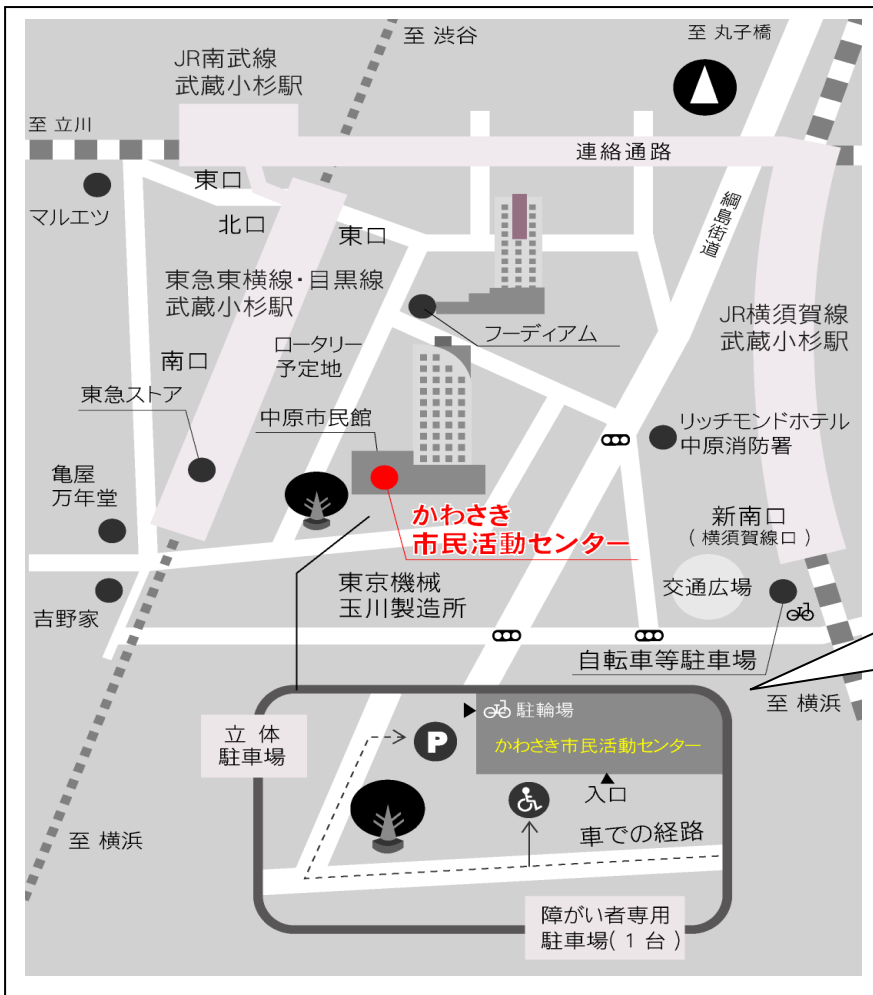 至 渋谷
至 丸子橋
JR南武線
武蔵小杉駅
至 立川
連絡通路
東口
マルエツ
北口
東口
綱島街道
東急東横線・目黒線
武蔵小杉駅
JR横須賀線
武蔵小杉駅
フーディアム
ロータリー
予定地
南口
東急ストア
中原市民館
リッチモンドホテル
中原消防署
亀屋
万年堂
かわさき
市民活動センター
新南口
(横須賀線口)
東京機械
玉川製造所
交通広場
吉野家
自転車等駐車場
至 横浜
立 体
駐車場
P
駐輪場
かわさき市民活動センター
入口
車での経路
至 横浜
障がい者専用
駐車場(1台)